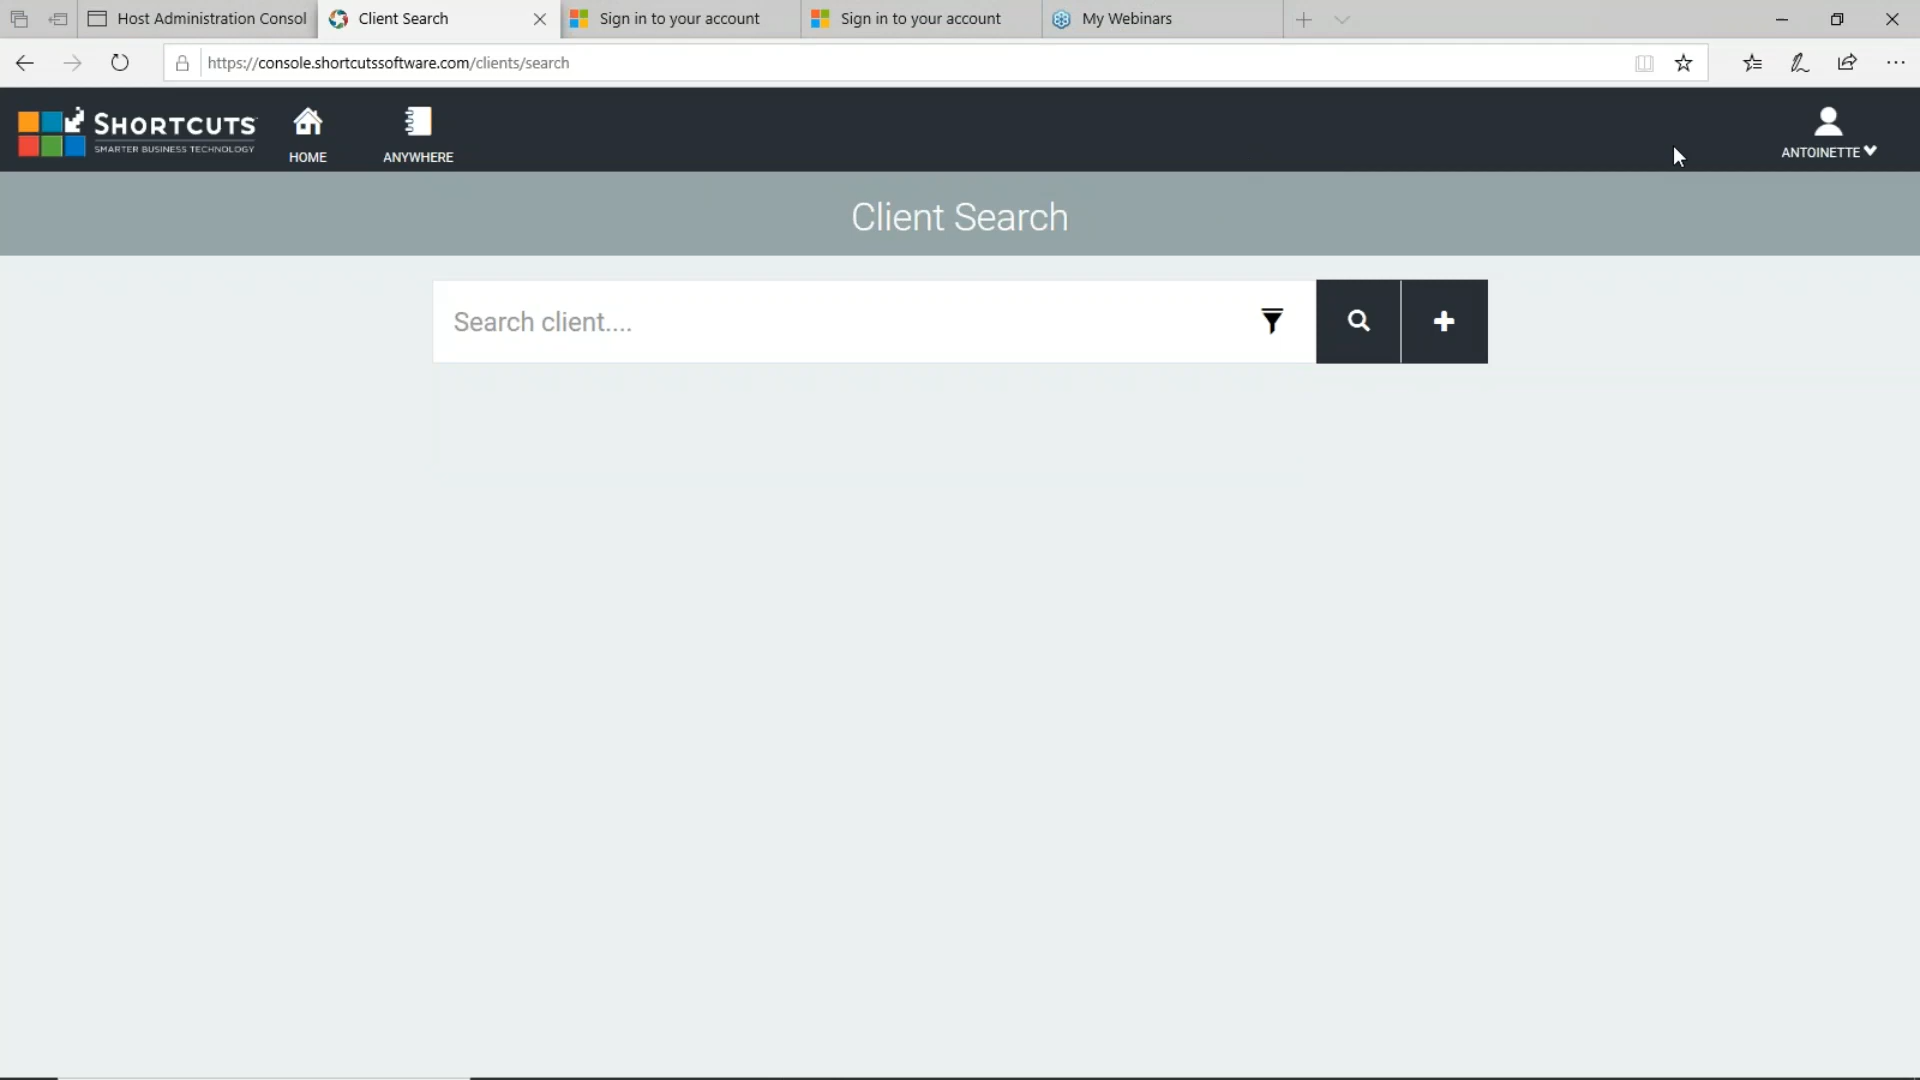 Host Administration Consol
Client Search
Sign in to your account
Sign in to your account
My Webinars
https://console.shortcutssoftware.com/clients/search
SHORTCUTS
SMARTER BUSINESS TECHNOLOGY
HOME
ANYWHERE
ANTOINETTE
Client Search
Search client....